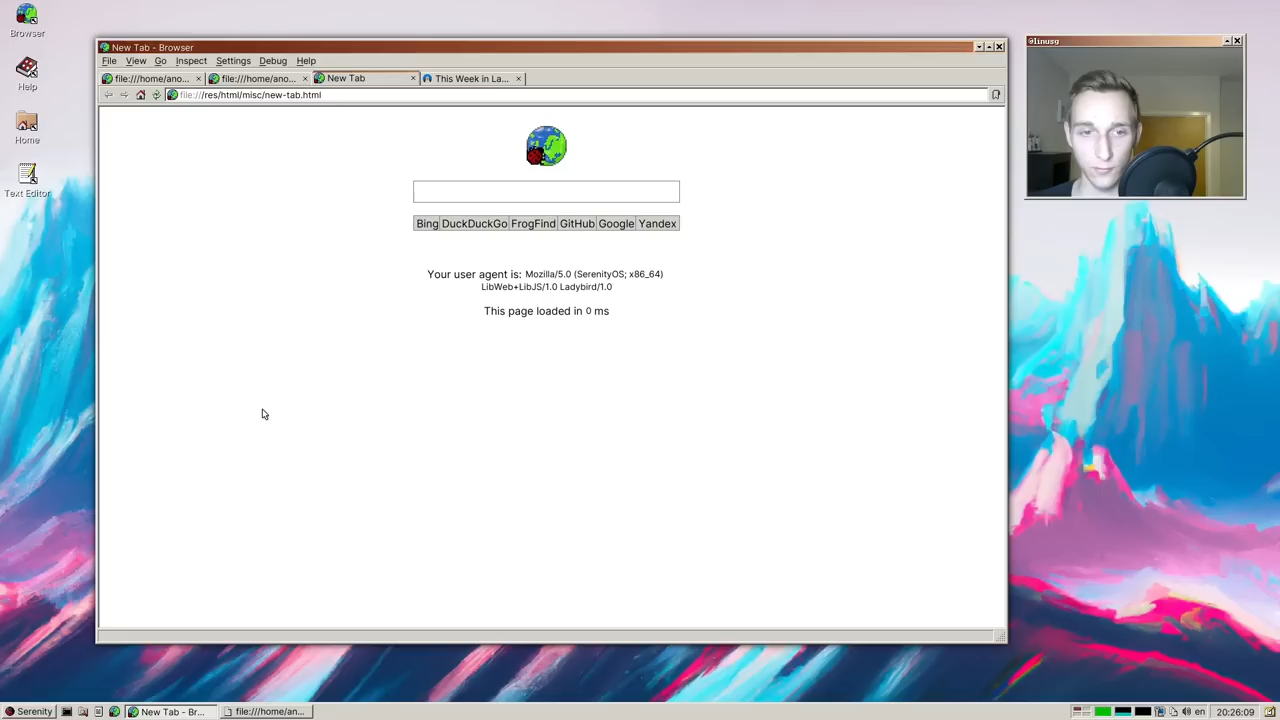 Browser
Help
Home
Text Editor
New Tab - Browser
File View Go Inspect Settings Debug Help
file:///home/ano...
file:///home/ano...
New Tab
This Week in La...
file:///res/html/misc/new-tab.html
Bing DuckDuckGo FrogFind GitHub Google Yandex
Your user agent is: Mozilla/5.0 (SerenityOS; x86_64)
LibWeb+LibJS/1.0 Ladybird/1.0
This page loaded in 0 ms
@linusg
Serenity
New Tab - Br...
file:///home/an...
en
20:26:09